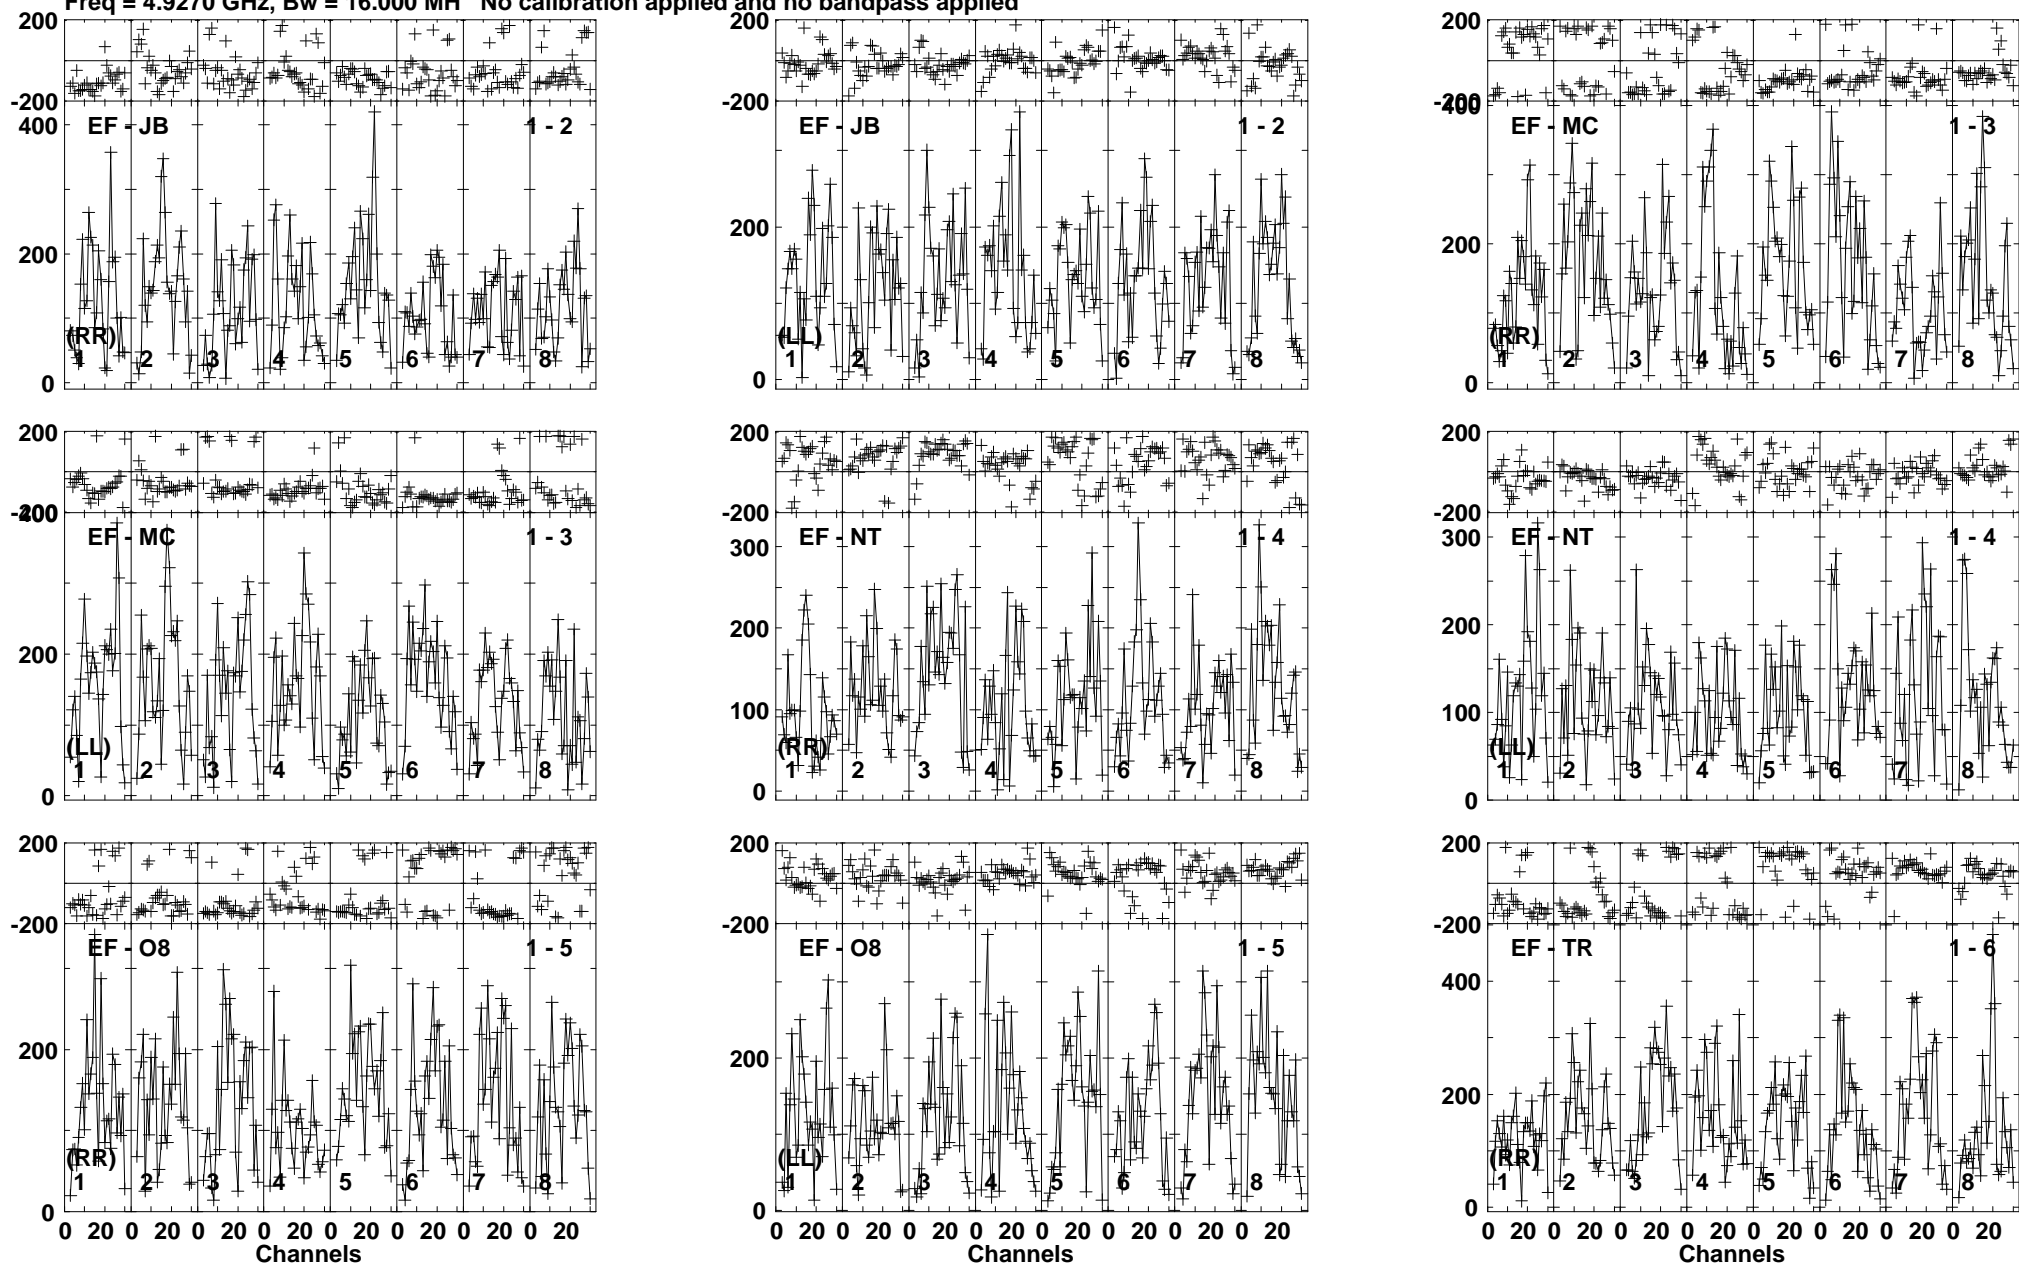 Freq = 4.9270 GHz, Bw = 16.000 MH No calibration applied and no bandpass applied
200 200 200
-200 -200 -200
400 EF - JB 1 - 2 EF - JB 1 - 2 400 EF - MC 1 - 3
200 200 200
(RR) (LL) (RR)
1 2 3 4 5 6 7 8 1 2 3 4 5 6 7 8 1 2 3 4 5 6 7 8
0 0 0
200 200 200
-200 -200 -200
400 EF - MC 1 - 3 EF - NT 1 - 4 EF - NT 1 - 4
300 300
200 200 200
100 100
(LL) (RR) (LL)
1 2 3 4 5 6 7 8 1 2 3 4 5 6 7 8 1 2 3 4 5 6 7 8
0 0 0
200 200 200
-200 -200 -200
EF - O8 1 - 5 EF - O8 1 - 5 EF - TR 1 - 6
400
200 200 200
(RR) (LL) (RR)
1 2 3 4 5 6 7 8 1 2 3 4 5 6 7 8 1 2 3 4 5 6 7 8
0 0 0
0 20 0 20 0 20 0 20 0 20 0 20 0 20 0 20 0 20 0 20 0 20 0 20 0 20 0 20 0 20 0 20 0 20 0 20 0 20 0 20 0 20 0 20 0 20 0 20
Channels Channels Channels